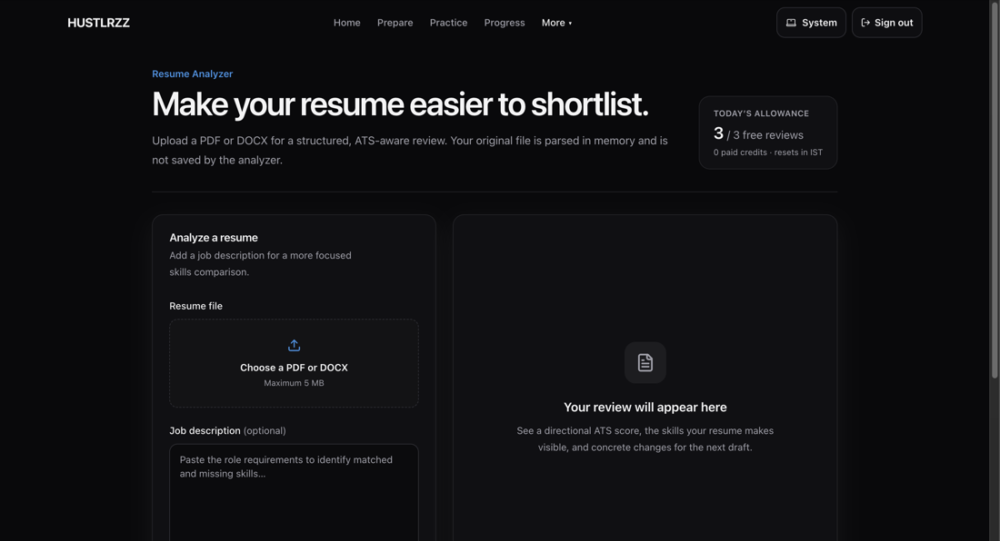 HUSTLRZZ
Home
Prepare
Practice
Progress
More ▾
System
Sign out
Resume Analyzer
Make your resume easier to shortlist.
Upload a PDF or DOCX for a structured, ATS-aware review. Your original file is parsed in memory and is
not saved by the analyzer.
TODAY'S ALLOWANCE
3 / 3 free reviews
0 paid credits · resets in IST
Analyze a resume
Add a job description for a more focused
skills comparison.
Resume file
Choose a PDF or DOCX
Maximum 5 MB
Job description (optional)
Paste the role requirements to identify matched
and missing skills...
Your review will appear here
See a directional ATS score, the skills your resume makes
visible, and concrete changes for the next draft.